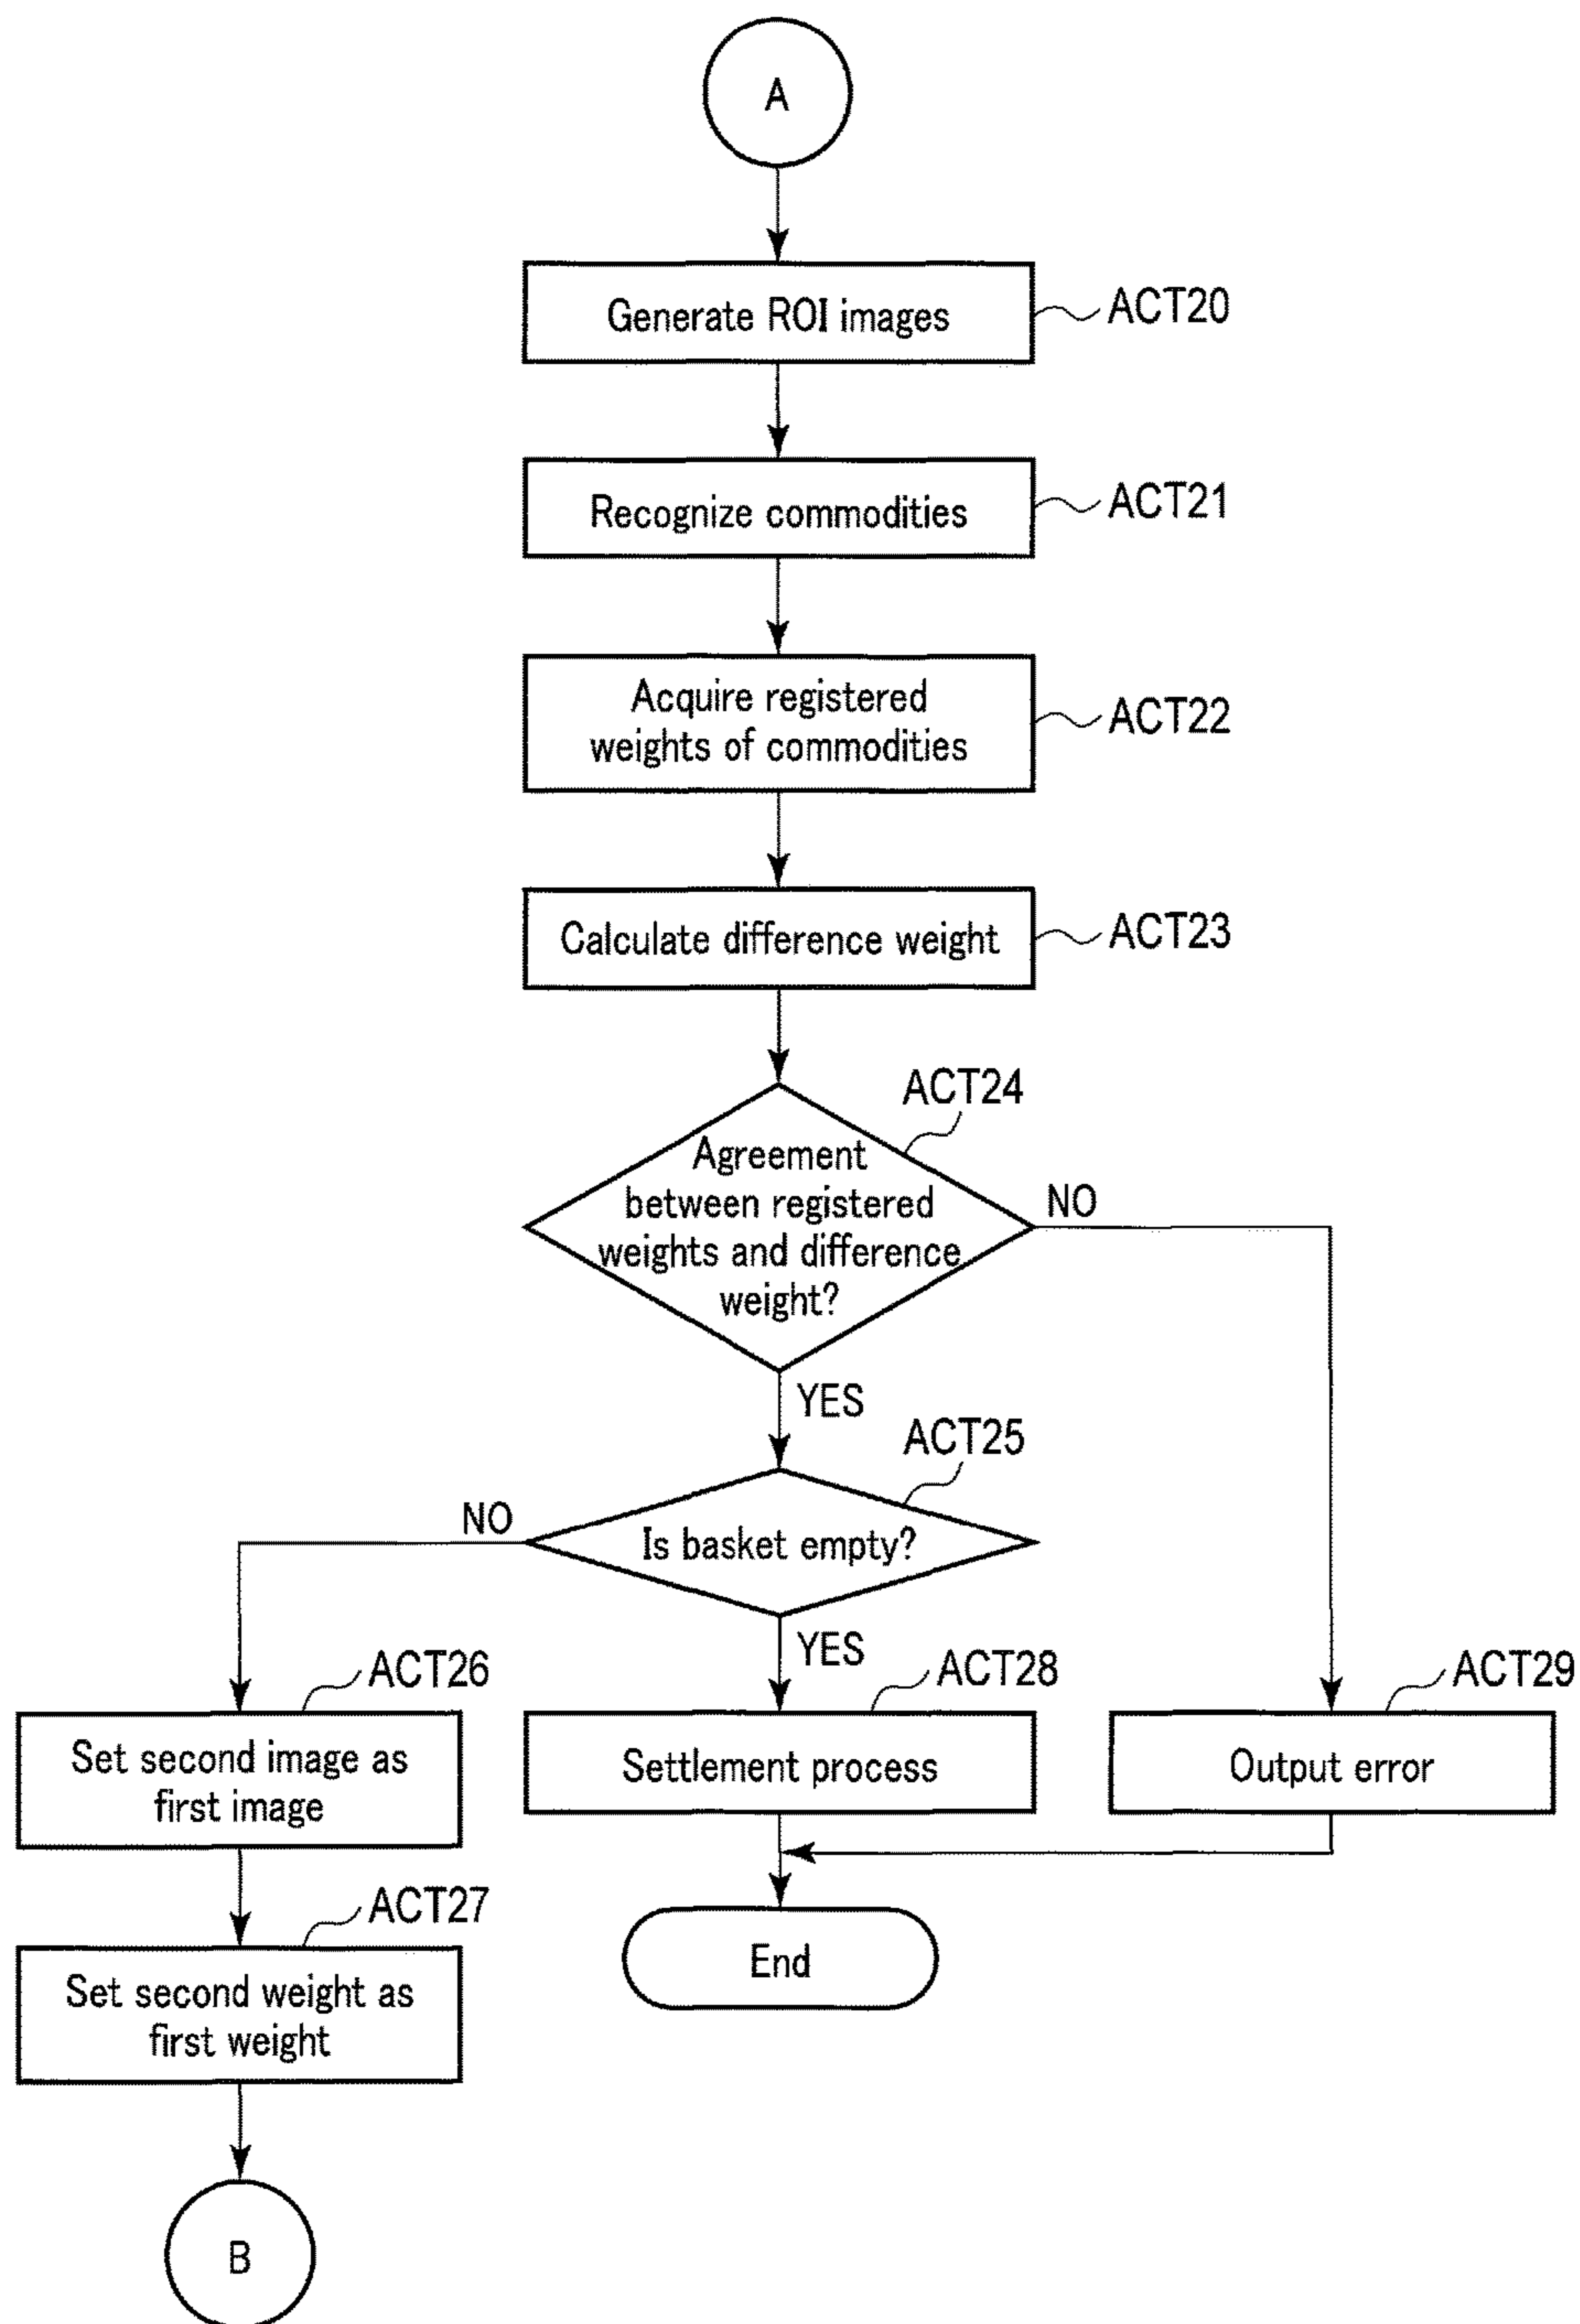 A
Generate ROI images
ACT20
Recognize commodities
ACT21
Acquire registered
weights of commodities
ACT22
Calculate difference weight
ACT23
ACT24
Agreement
between registered
weights and difference
weight?
NO
YES
ACT25
NO
Is basket empty?
YES
ACT26
ACT28
ACT29
Set second image as
first image
Settlement process
Output error
ACT27
Set second weight as
first weight
End
B